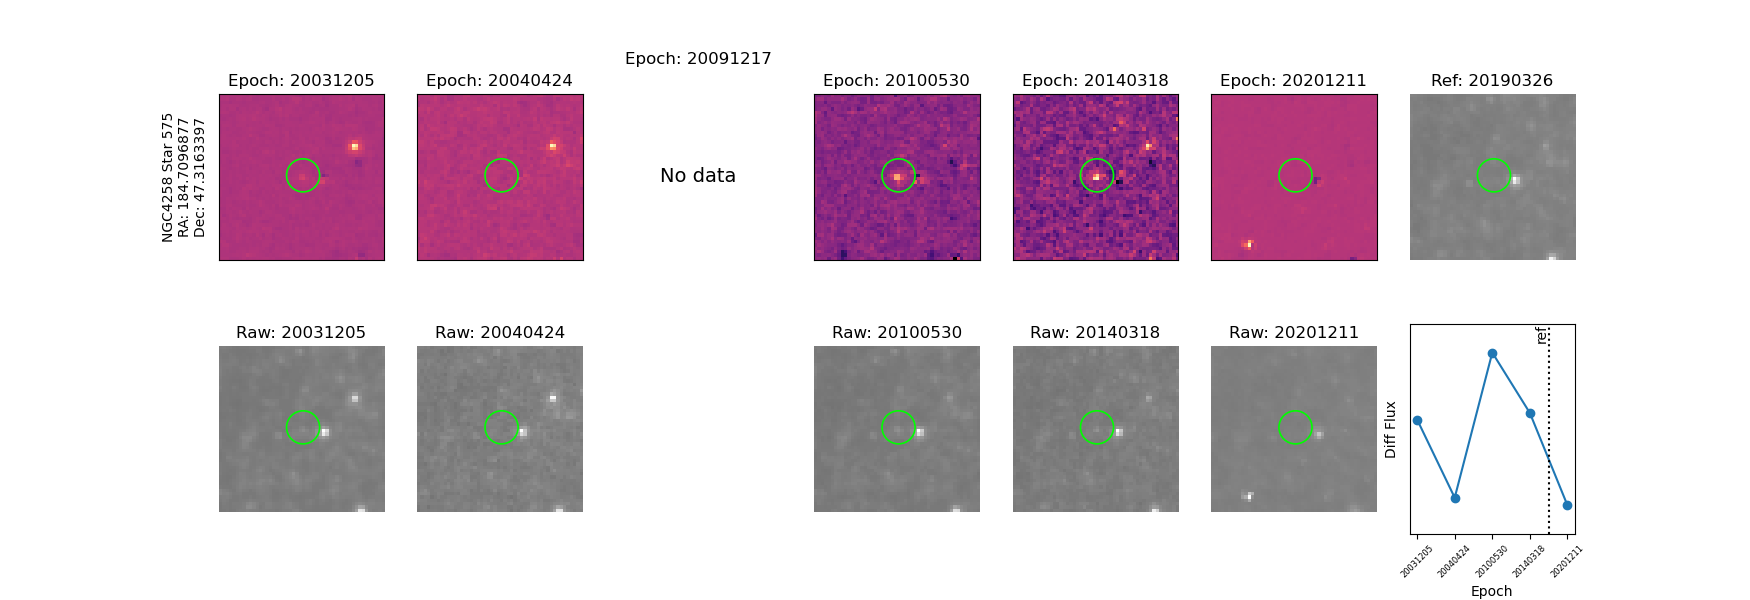 Epoch: 20091217
Epoch: 20031205
Epoch: 20040424
Epoch: 20100530
Epoch: 20140318
Epoch: 20201211
Ref: 20190326
NGC4258 Star 575
RA: 184.7096877
Dec: 47.3163397
No data
Raw: 20031205
Raw: 20040424
Raw: 20100530
Raw: 20140318
Raw: 20201211
ref
Diff Flux
20031205
20040424
20100530
20140318
20201211
Epoch